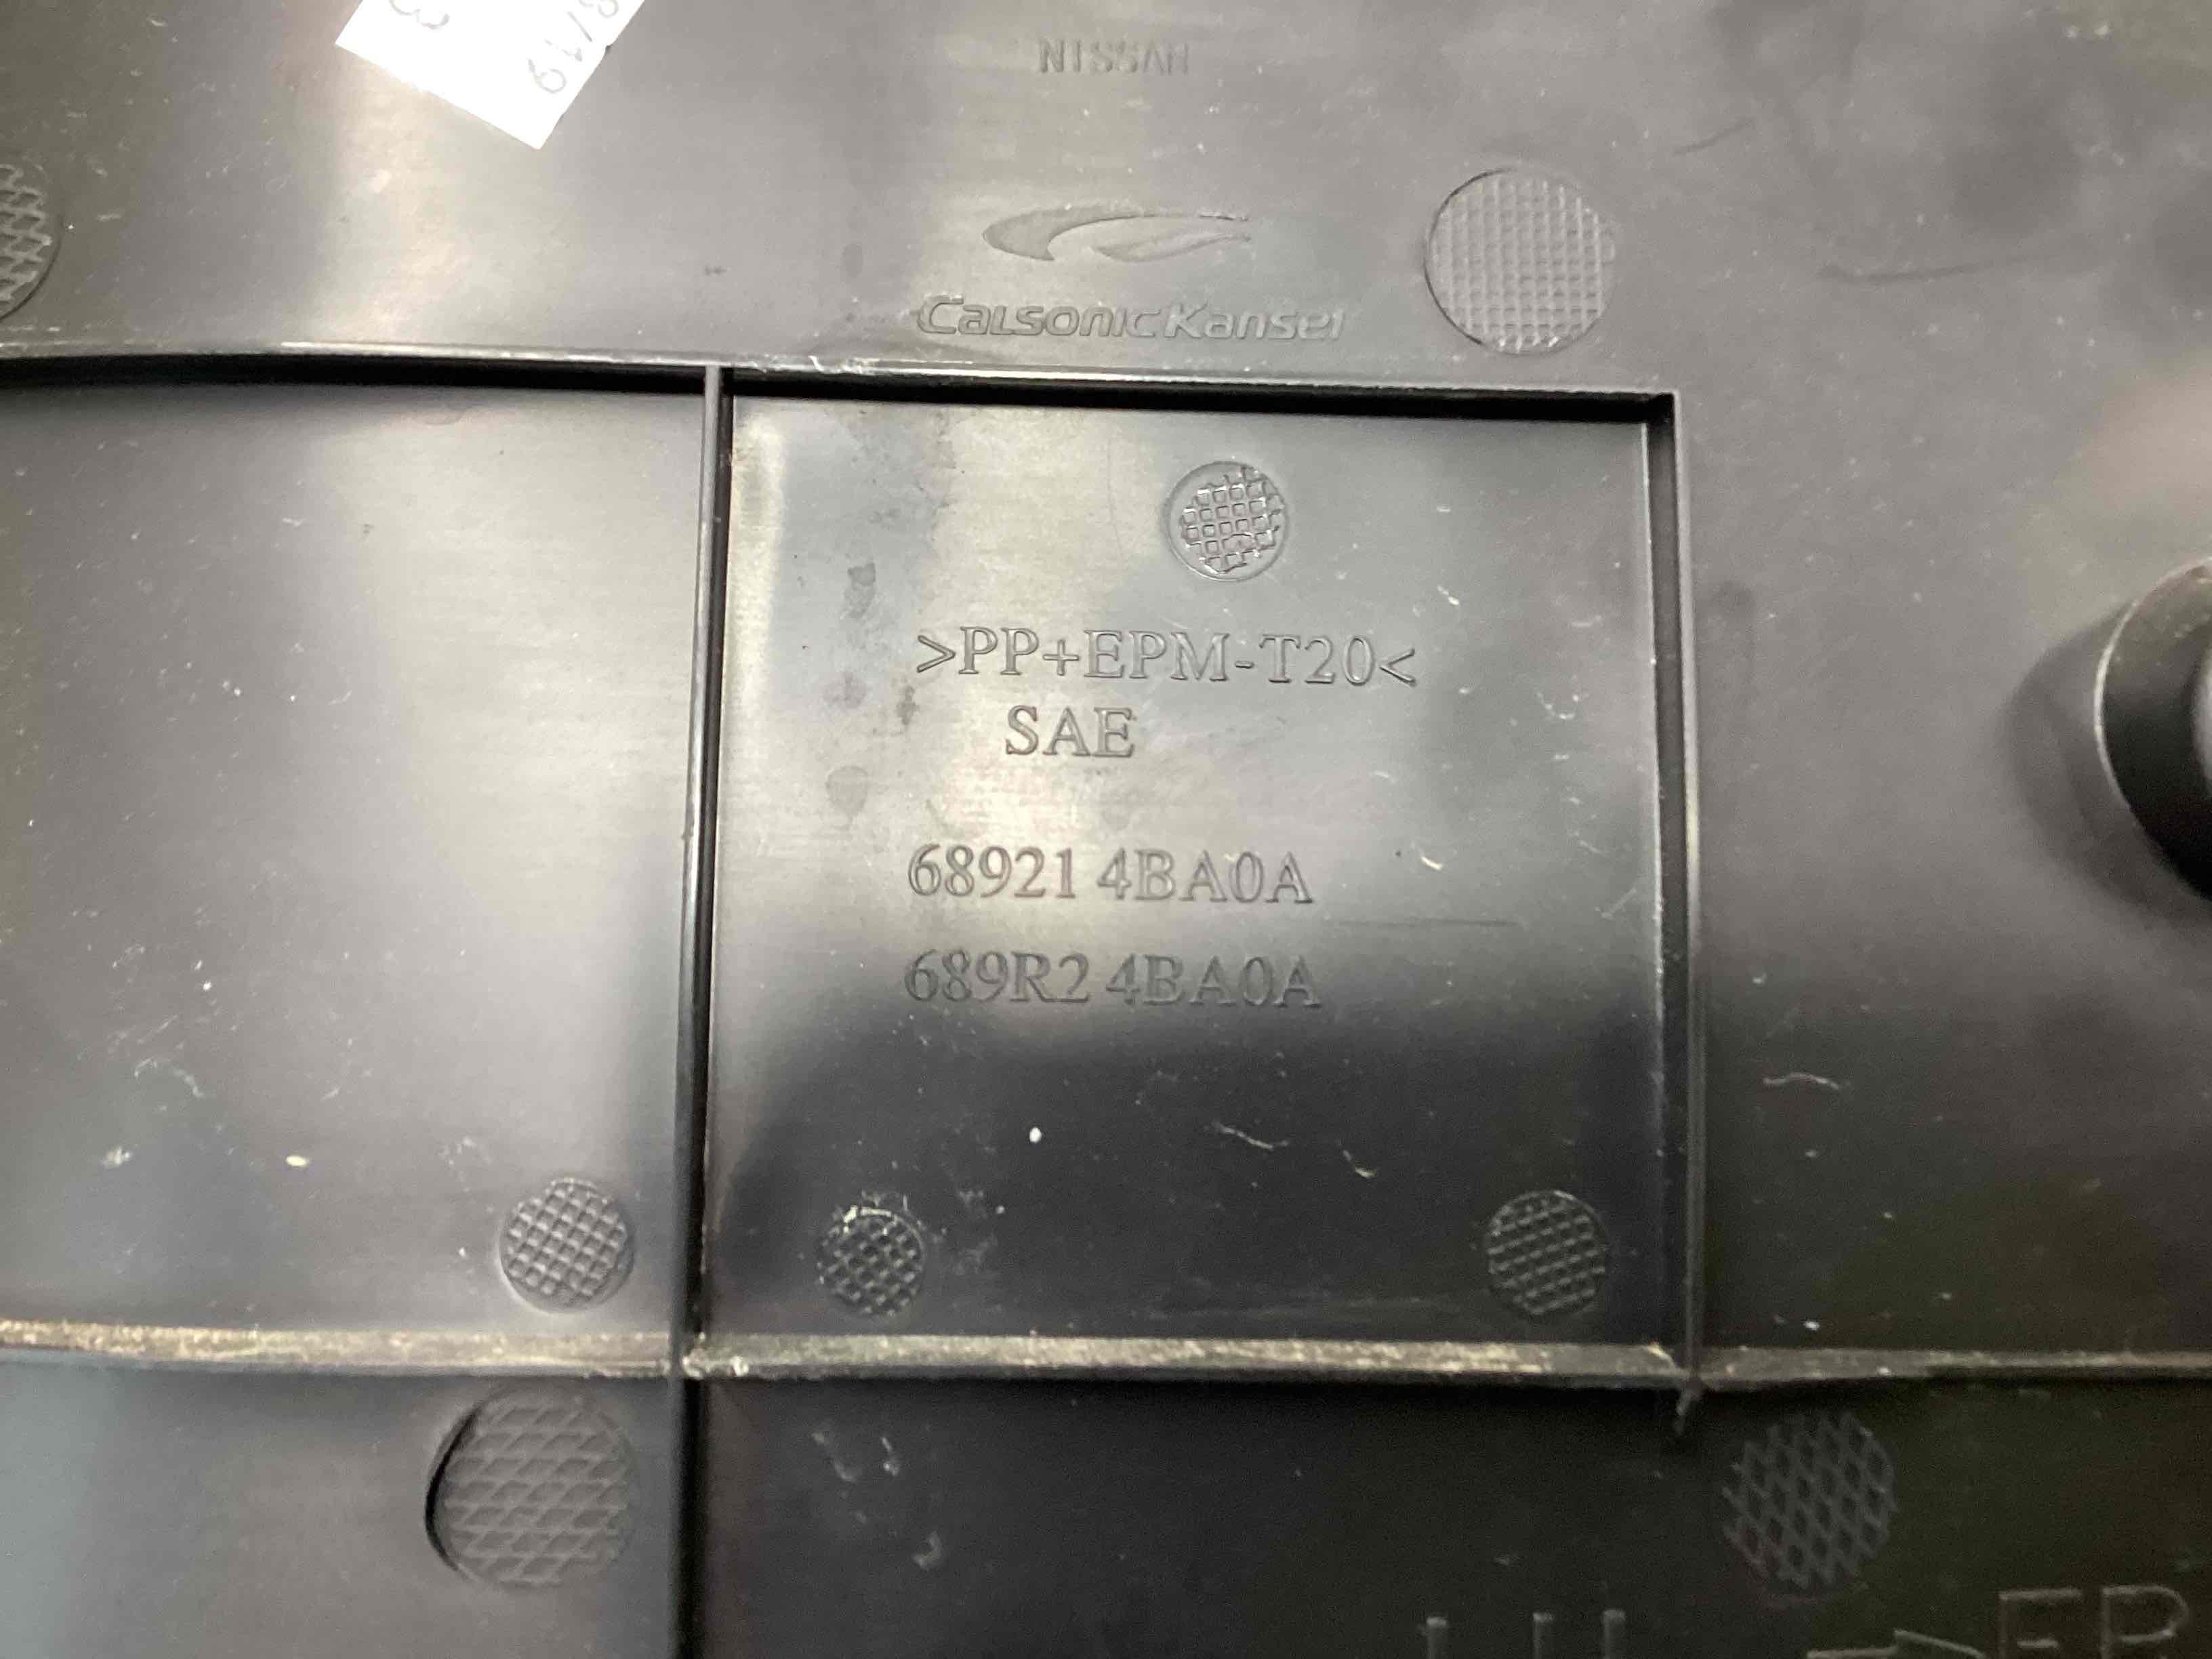 NISSAN
CalsonicKansei
>PP+EPM-T20<
SAE
68921 4BA0A
689R2 4BA0A